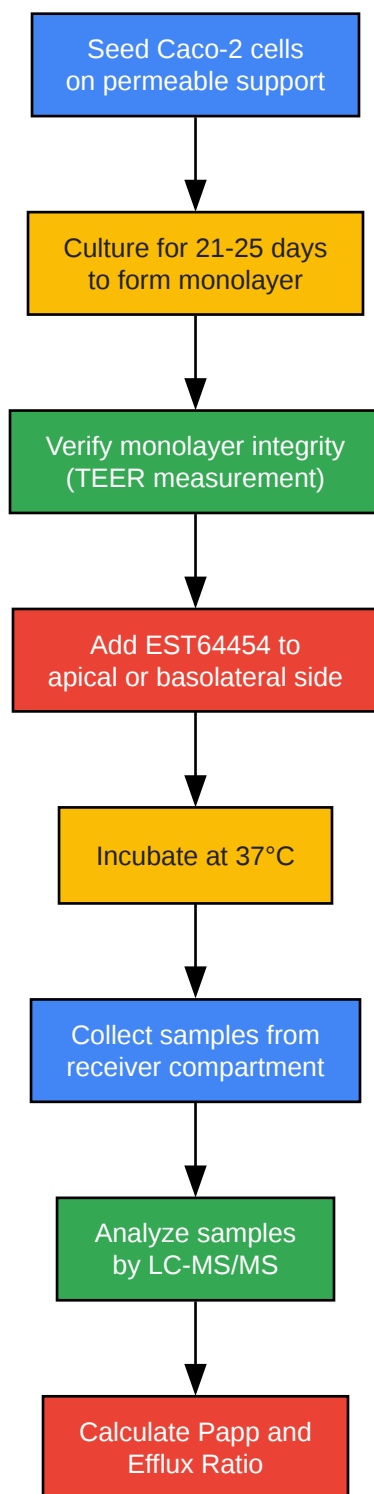 Seed Caco-2 cells
on permeable support
Culture for 21-25 days
to form monolayer
Verify monolayer integrity
(TEER measurement)
Add EST64454 to
apical or basolateral side
Incubate at 37°C
Collect samples from
receiver compartment
Analyze samples
by LC-MS/MS
Calculate Papp and
Efflux Ratio